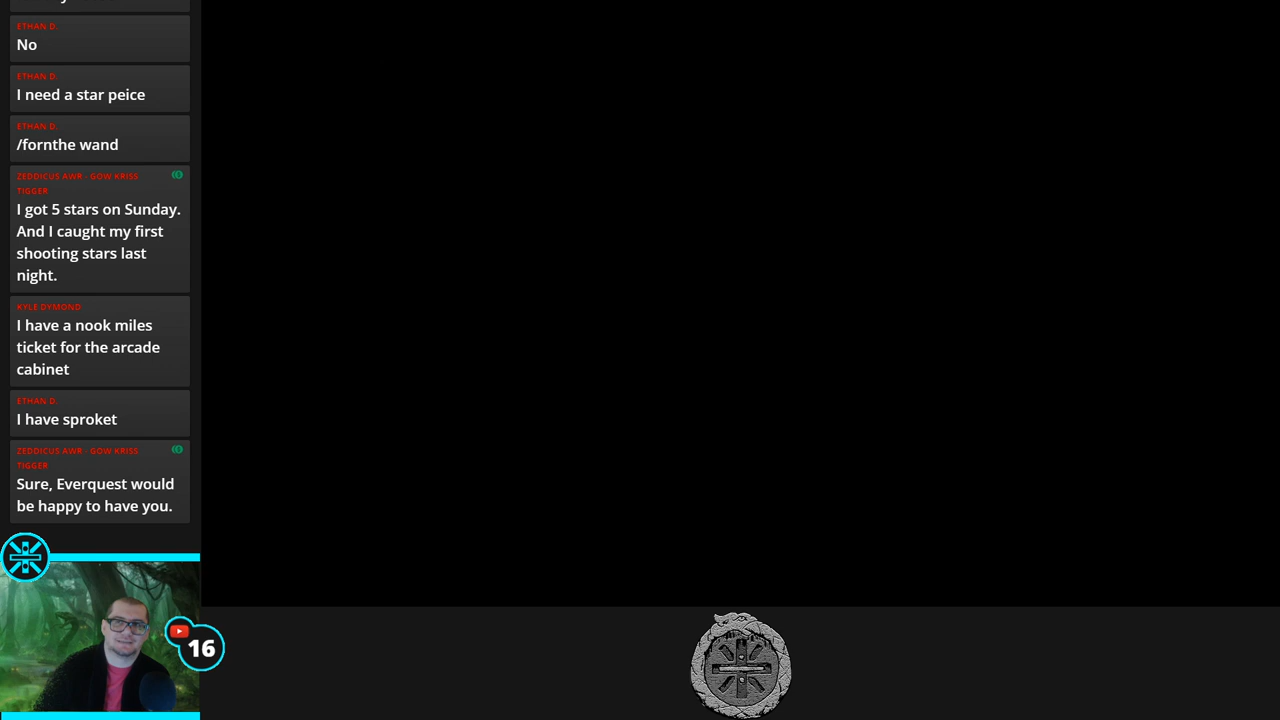 ETHAN D.
No
ETHAN D.
I need a star peice
ETHAN D.
/fornthe wand
ZEDDICUS AWR - GOW KRISS
TIGGER
I got 5 stars on Sunday.
And I caught my first
shooting stars last
night.
KYLE DYMOND
I have a nook miles
ticket for the arcade
cabinet
ETHAN D.
I have sproket
ZEDDICUS AWR - GOW KRISS
TIGGER
Sure, Everquest would
be happy to have you.
16